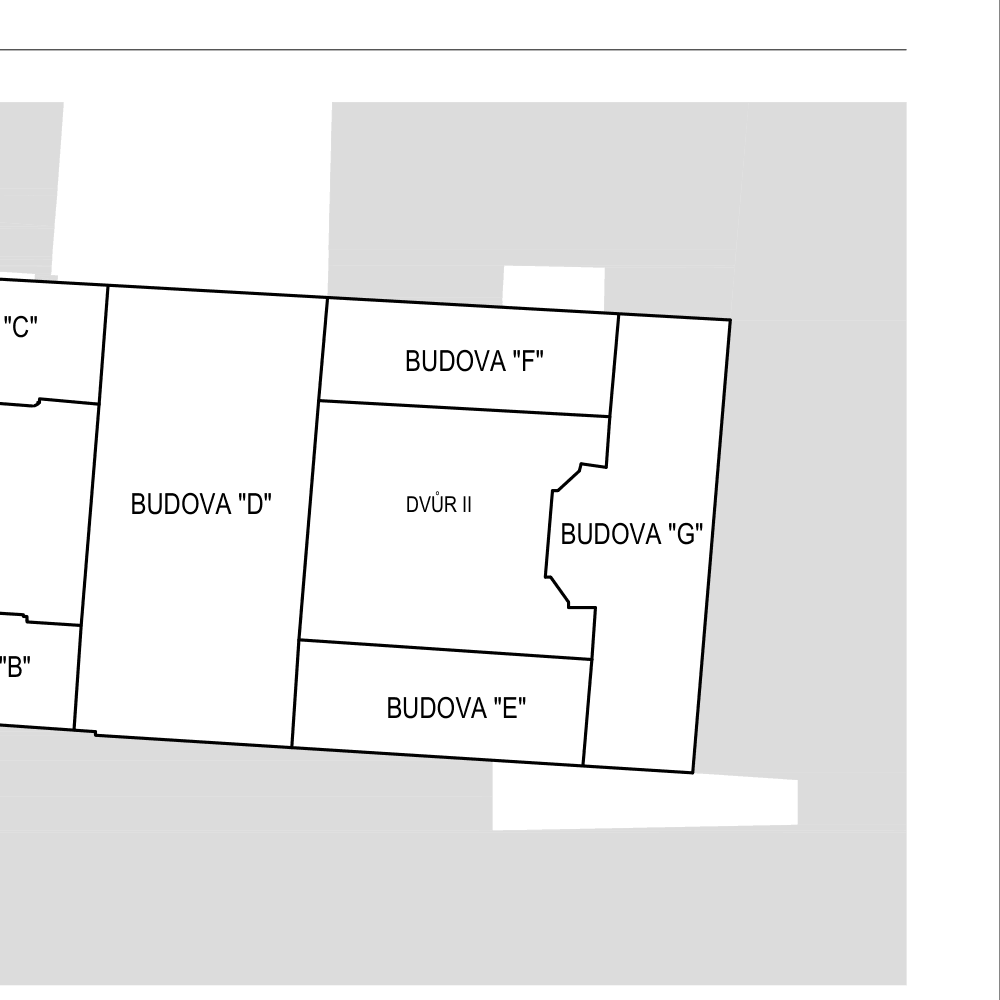 "C"
BUDOVA "F"
BUDOVA "D"
DVŮR II
BUDOVA "G"
"B"
BUDOVA "E"